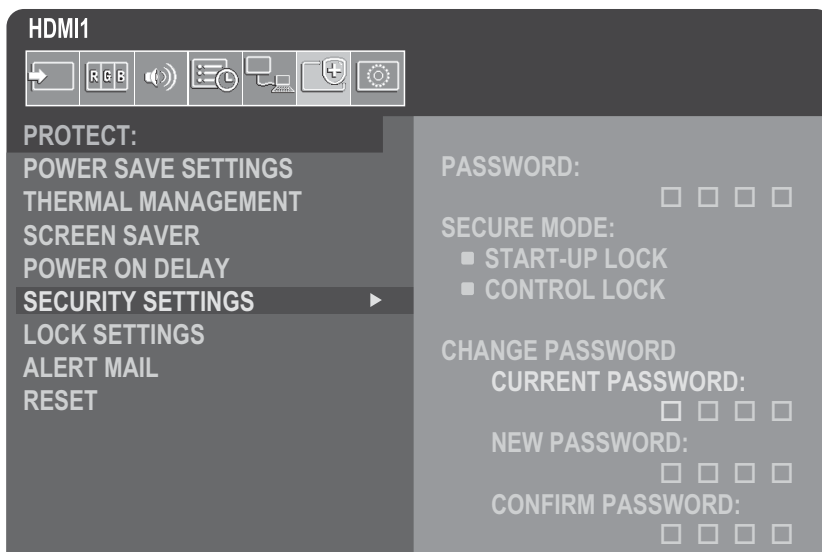 HDMI1
R G B
PROTECT:
POWER SAVE SETTINGS
THERMAL MANAGEMENT
SCREEN SAVER
POWER ON DELAY
SECURITY SETTINGS
LOCK SETTINGS
ALERT MAIL
RESET
PASSWORD:
SECURE MODE:
START-UP LOCK
CONTROL LOCK
CHANGE PASSWORD
CURRENT PASSWORD:
NEW PASSWORD:
CONFIRM PASSWORD: